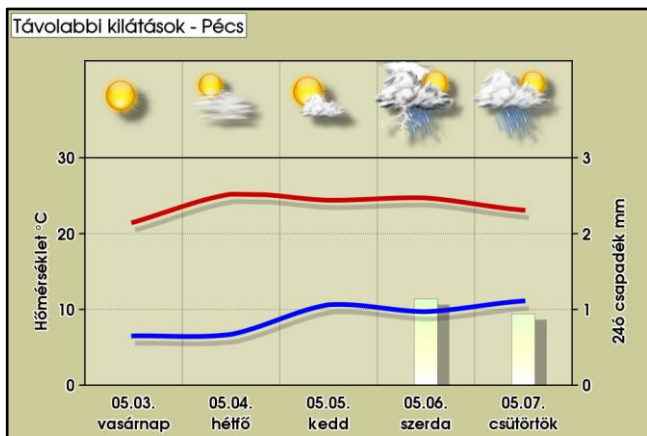 Távolabbi kilátások - Pécs
30
20
10
0
Hőmérséklet °C
3
2
1
0
24ó csapadék mm
05.03. 05.04. 05.05. 05.06. 05.07.
vasárnap hétfő kedd szerda csütörtök